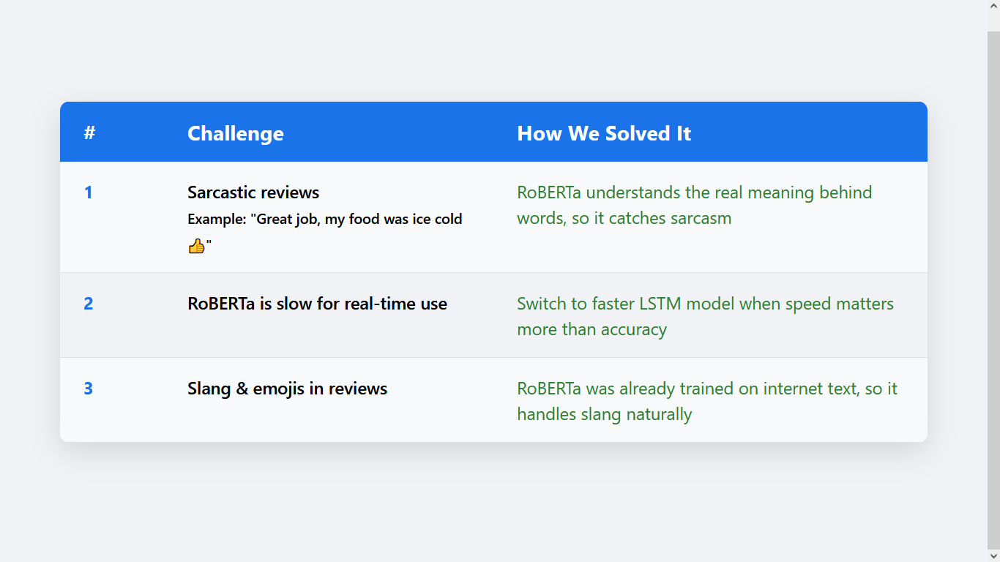 # Challenge How We Solved It
1 Sarcastic reviews RoBERTa understands the real meaning behind
Example: "Great job, my food was ice cold words, so it catches sarcasm
👍"
2 RoBERTa is slow for real-time use Switch to faster LSTM model when speed matters
more than accuracy
3 Slang & emojis in reviews RoBERTa was already trained on internet text, so it
handles slang naturally